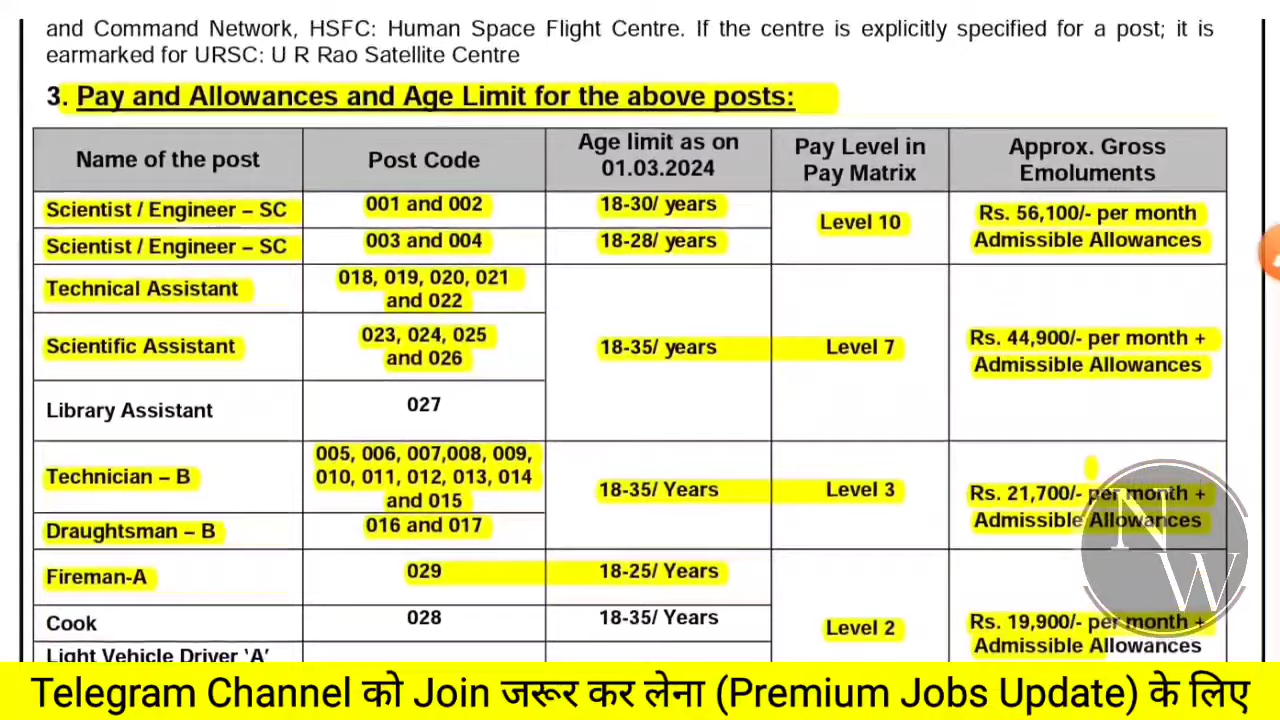 and Command Network, HSFC: Human Space Flight Centre. If the centre is explicitly specified for a post; it is
earmarked for URSC: U R Rao Satellite Centre
3. Pay and Allowances and Age Limit for the above posts:
Name of the post
Post Code
Age limit as on
01.03.2024
Pay Level in
Pay Matrix
Approx. Gross
Emoluments
Scientist / Engineer – SC
001 and 002
18-30/ years
Level 10
Rs. 56,100/- per month
Admissible Allowances
Scientist / Engineer – SC
003 and 004
18-28/ years
Technical Assistant
018, 019, 020, 021
and 022
18-35/ years
Level 7
Rs. 44,900/- per month +
Admissible Allowances
Scientific Assistant
023, 024, 025
and 026
Library Assistant
027
Technician – B
005, 006, 007,008, 009,
010, 011, 012, 013, 014
and 015
18-35/ Years
Level 3
Rs. 21,700/- per month +
Admissible Allowances
Draughtsman – B
016 and 017
Fireman-A
029
18-25/ Years
Level 2
Rs. 19,900/- per month +
Admissible Allowances
Cook
028
18-35/ Years
Light Vehicle Driver 'A'
N W
Telegram Channel को Join जरूर कर लेना (Premium Jobs Update) के लिए